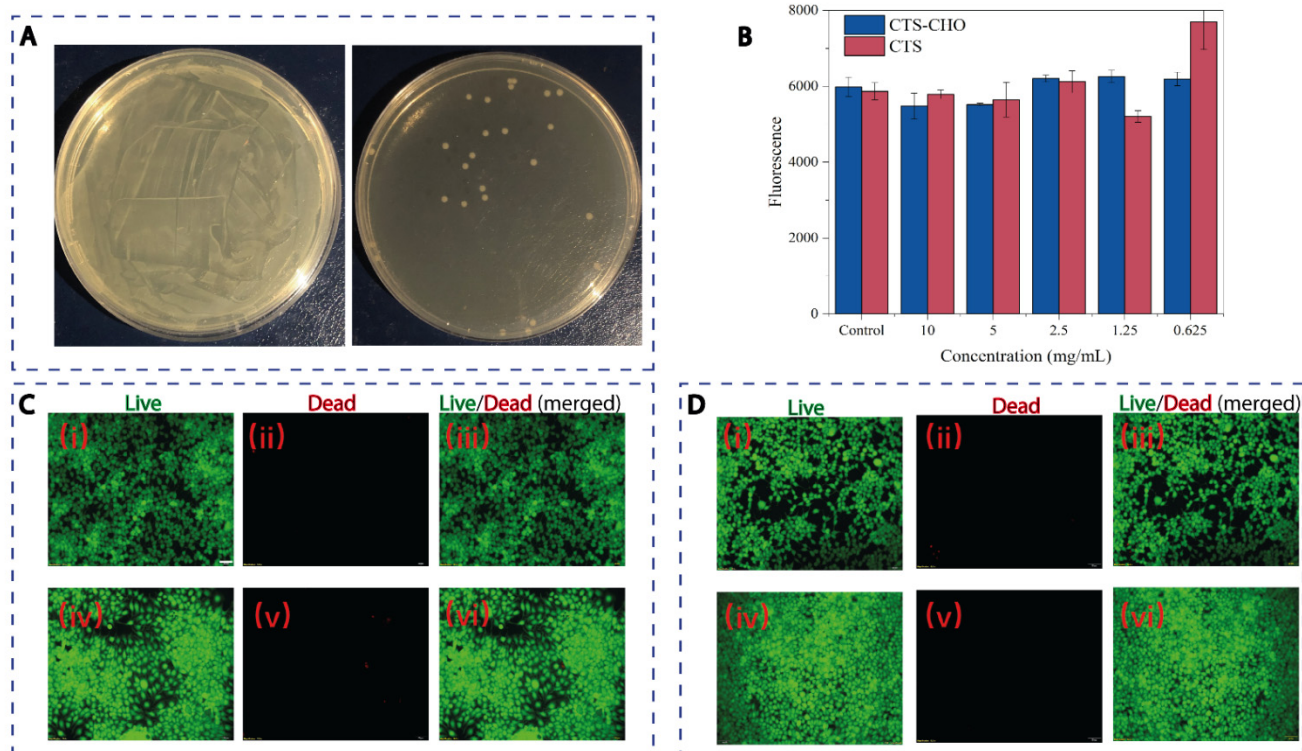 A
B
8000
6000
4000
2000
0
Fluorescence
CTS-CHO
CTS
Control 10 5 2.5 1.25 0.625
Concentration (mg/mL)
C
Live Dead Live/Dead (merged)
(i) (ii) (iii)
(iv) (v) (vi)
D
Live Dead Live/Dead (merged)
(i) (ii) (iii)
(iv) (v) (vi)